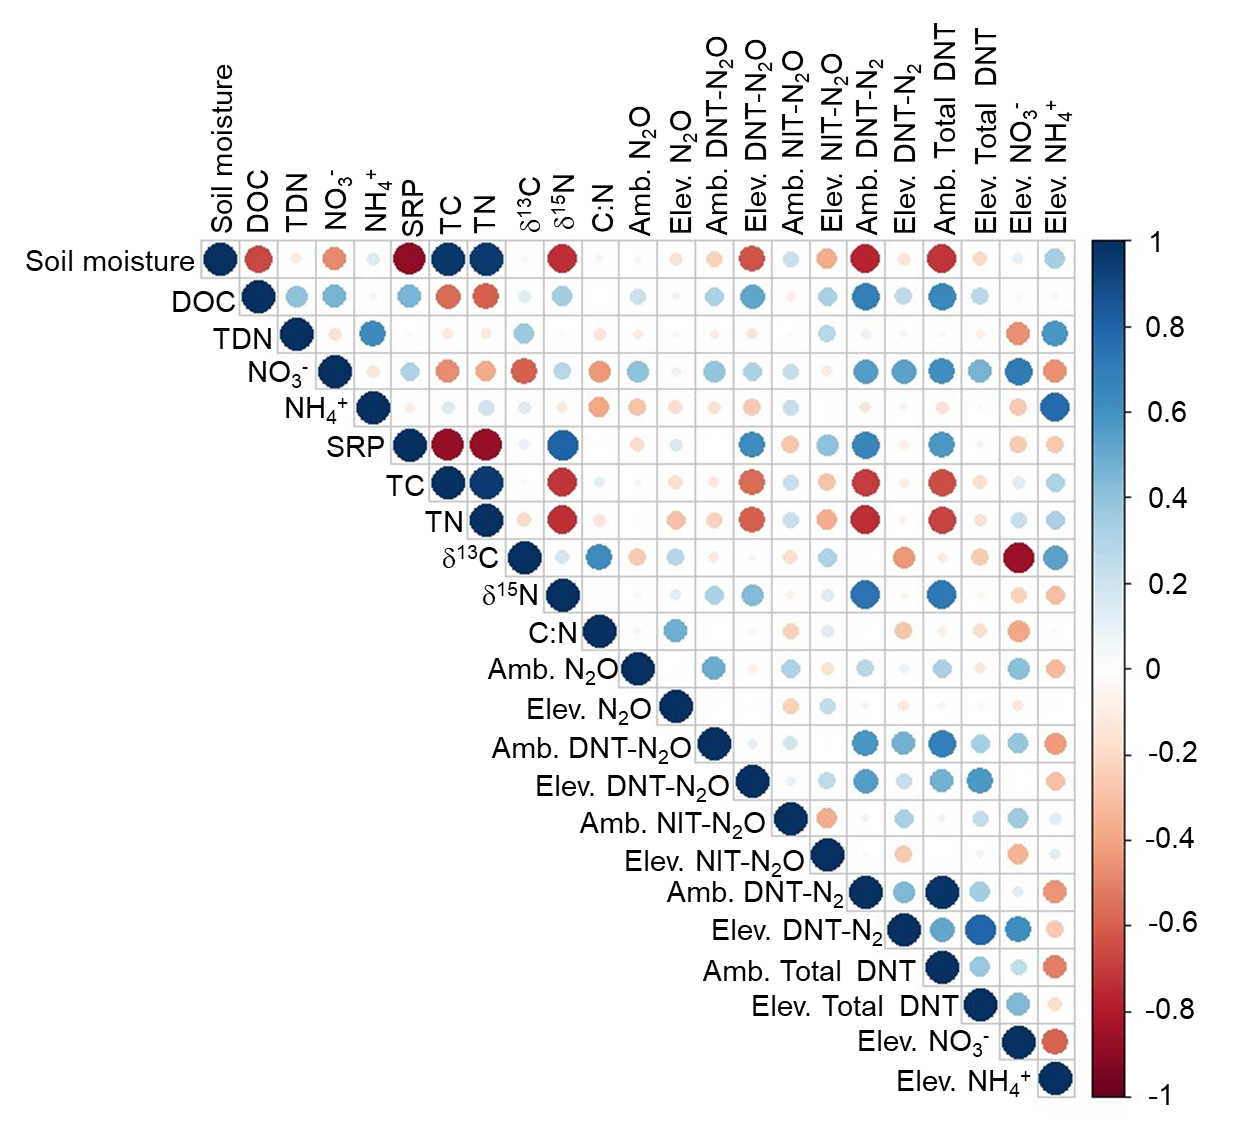 Soil moisture
DOC
TDN
NO₃⁻
NH₄⁺
SRP
TC
TN
δ¹³C
δ¹⁵N
C:N
Amb. N₂O
Elev. N₂O
Amb. DNT-N₂O
Elev. DNT-N₂O
Amb. NIT-N₂O
Elev. NIT-N₂O
Amb. DNT-N₂
Elev. DNT-N₂
Amb. Total DNT
Elev. Total DNT
Elev. NO₃⁻
Elev. NH₄⁺
Soil moisture
DOC
TDN
NO₃⁻
NH₄⁺
SRP
TC
TN
δ¹³C
δ¹⁵N
C:N
Amb. N₂O
Elev. N₂O
Amb. DNT-N₂O
Elev. DNT-N₂O
Amb. NIT-N₂O
Elev. NIT-N₂O
Amb. DNT-N₂
Elev. DNT-N₂
Amb. Total DNT
Elev. Total DNT
Elev. NO₃⁻
Elev. NH₄⁺
1
0.8
0.6
0.4
0.2
0
-0.2
-0.4
-0.6
-0.8
-1